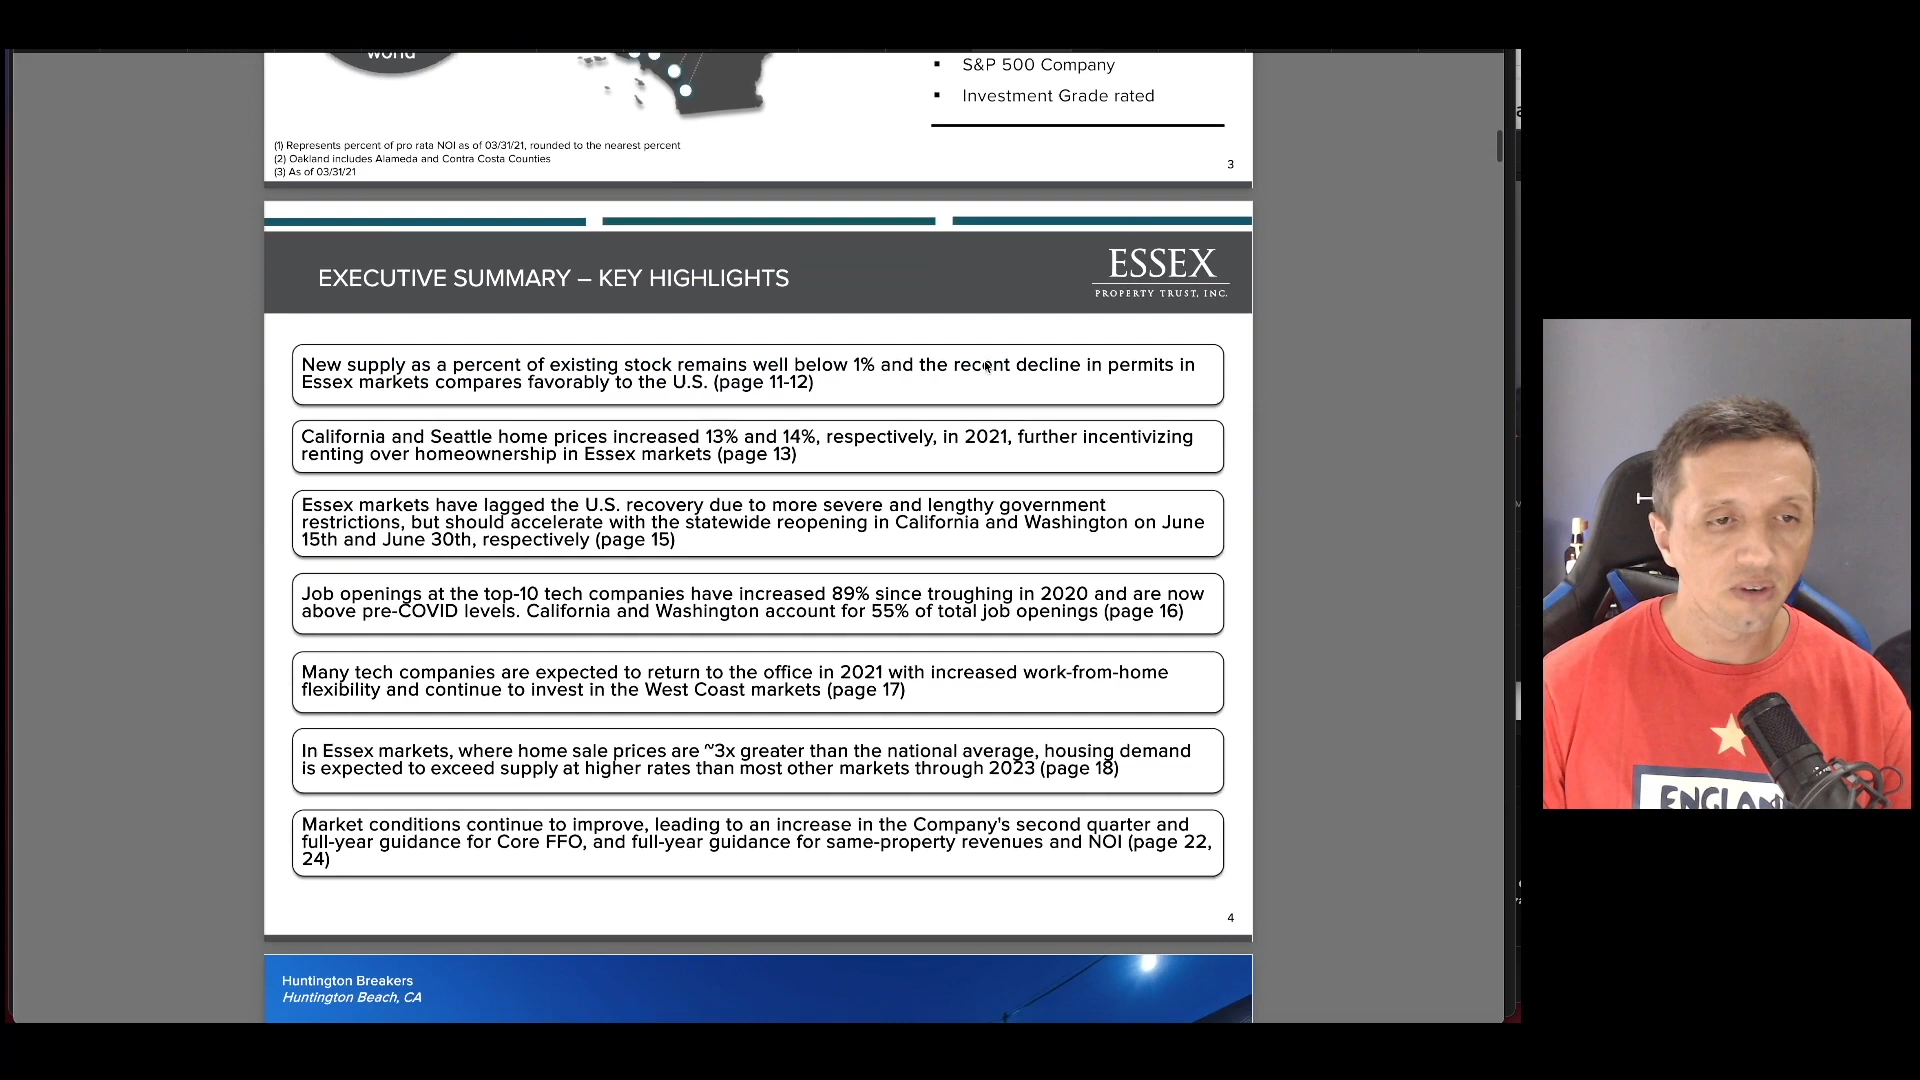 world
S&P 500 Company
Investment Grade rated
(1) Represents percent of pro rata NOI as of 03/31/21, rounded to the nearest percent
(2) Oakland includes Alameda and Contra Costa Counties
(3) As of 03/31/21
3
EXECUTIVE SUMMARY – KEY HIGHLIGHTS
ESSEX
PROPERTY TRUST, INC.
New supply as a percent of existing stock remains well below 1% and the recent decline in permits in
Essex markets compares favorably to the U.S. (page 11-12)
California and Seattle home prices increased 13% and 14%, respectively, in 2021, further incentivizing
renting over homeownership in Essex markets (page 13)
Essex markets have lagged the U.S. recovery due to more severe and lengthy government
restrictions, but should accelerate with the statewide reopening in California and Washington on June
15th and June 30th, respectively (page 15)
Job openings at the top-10 tech companies have increased 89% since troughing in 2020 and are now
above pre-COVID levels. California and Washington account for 55% of total job openings (page 16)
Many tech companies are expected to return to the office in 2021 with increased work-from-home
flexibility and continue to invest in the West Coast markets (page 17)
In Essex markets, where home sale prices are ~3x greater than the national average, housing demand
is expected to exceed supply at higher rates than most other markets through 2023 (page 18)
Market conditions continue to improve, leading to an increase in the Company's second quarter and
full-year guidance for Core FFO, and full-year guidance for same-property revenues and NOI (page 22,
24)
4
Huntington Breakers
Huntington Beach, CA
ENGLAN